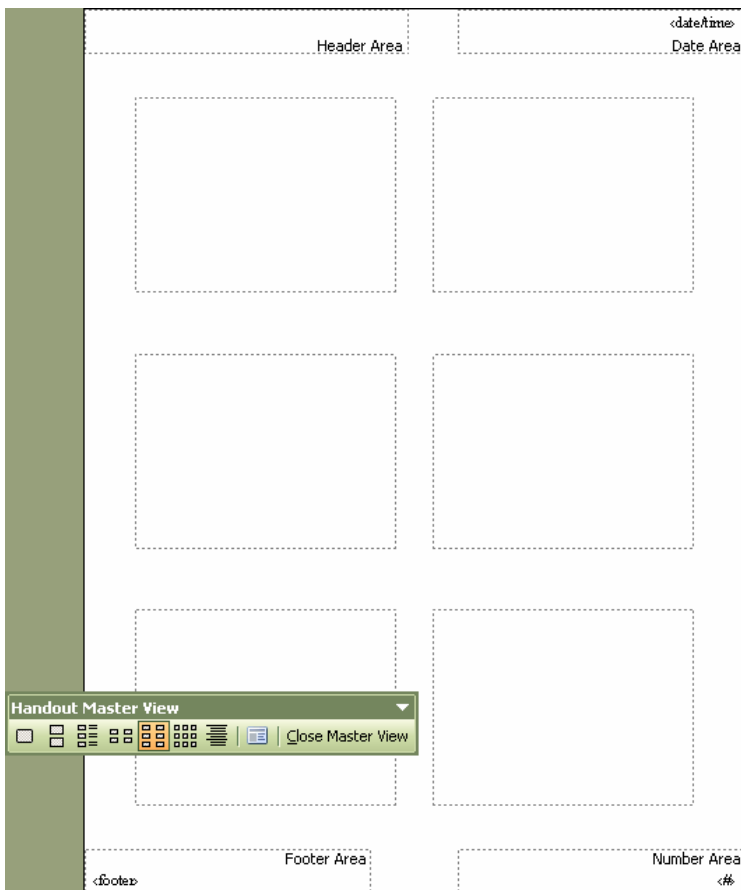 <date/time>
Header Area
Date Area
Handout Master View
Close Master View
Footer Area
Number Area
<footer>
<#>